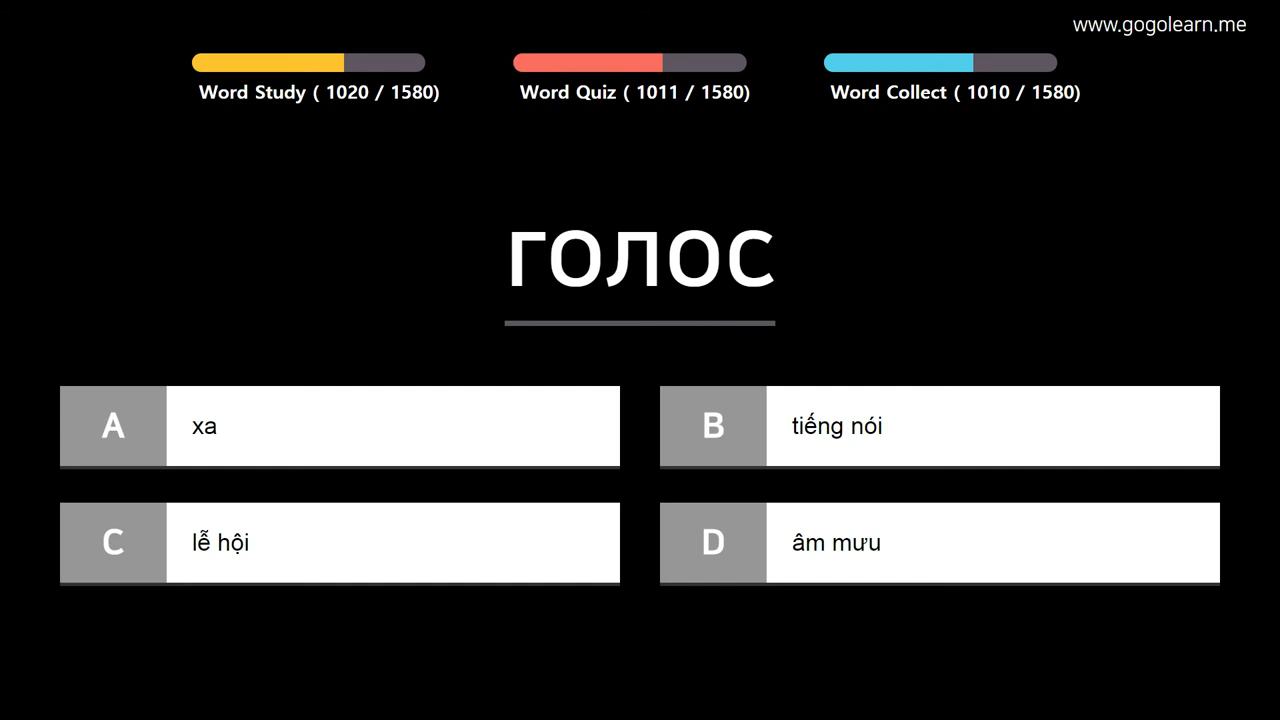 www.gogolearn.me
Word Study ( 1020 / 1580)
Word Quiz ( 1011 / 1580)
Word Collect ( 1010 / 1580)
голос
A
xa
B
tiếng nói
C
lễ hội
D
âm mưu